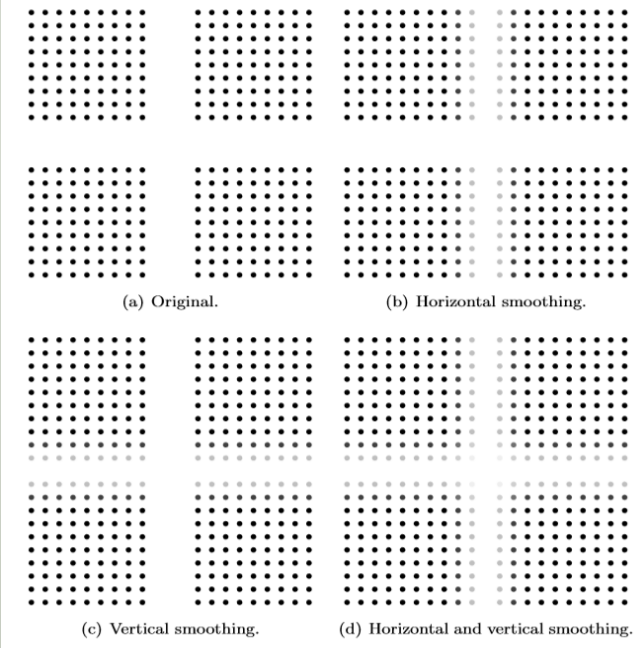 (a) Original.
(b) Horizontal smoothing.
(c) Vertical smoothing.
(d) Horizontal and vertical smoothing.